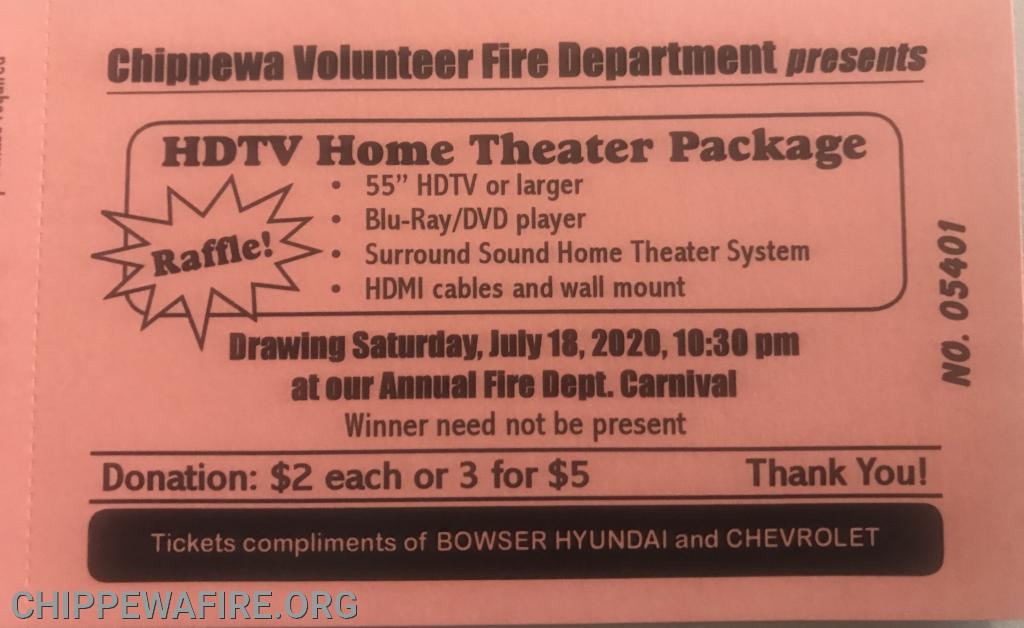 Chippewa Volunteer Fire Department presents
HDTV Home Theater Package
Raffle!
• 55” HDTV or larger
• Blu-Ray/DVD player
• Surround Sound Home Theater System
• HDMI cables and wall mount
NO. 05401
Drawing Saturday, July 18, 2020, 10:30 pm
at our Annual Fire Dept. Carnival
Winner need not be present
Donation: $2 each or 3 for $5 Thank You!
Tickets compliments of BOWSER HYUNDAI and CHEVROLET
CHIPPEWAFIRE.ORG